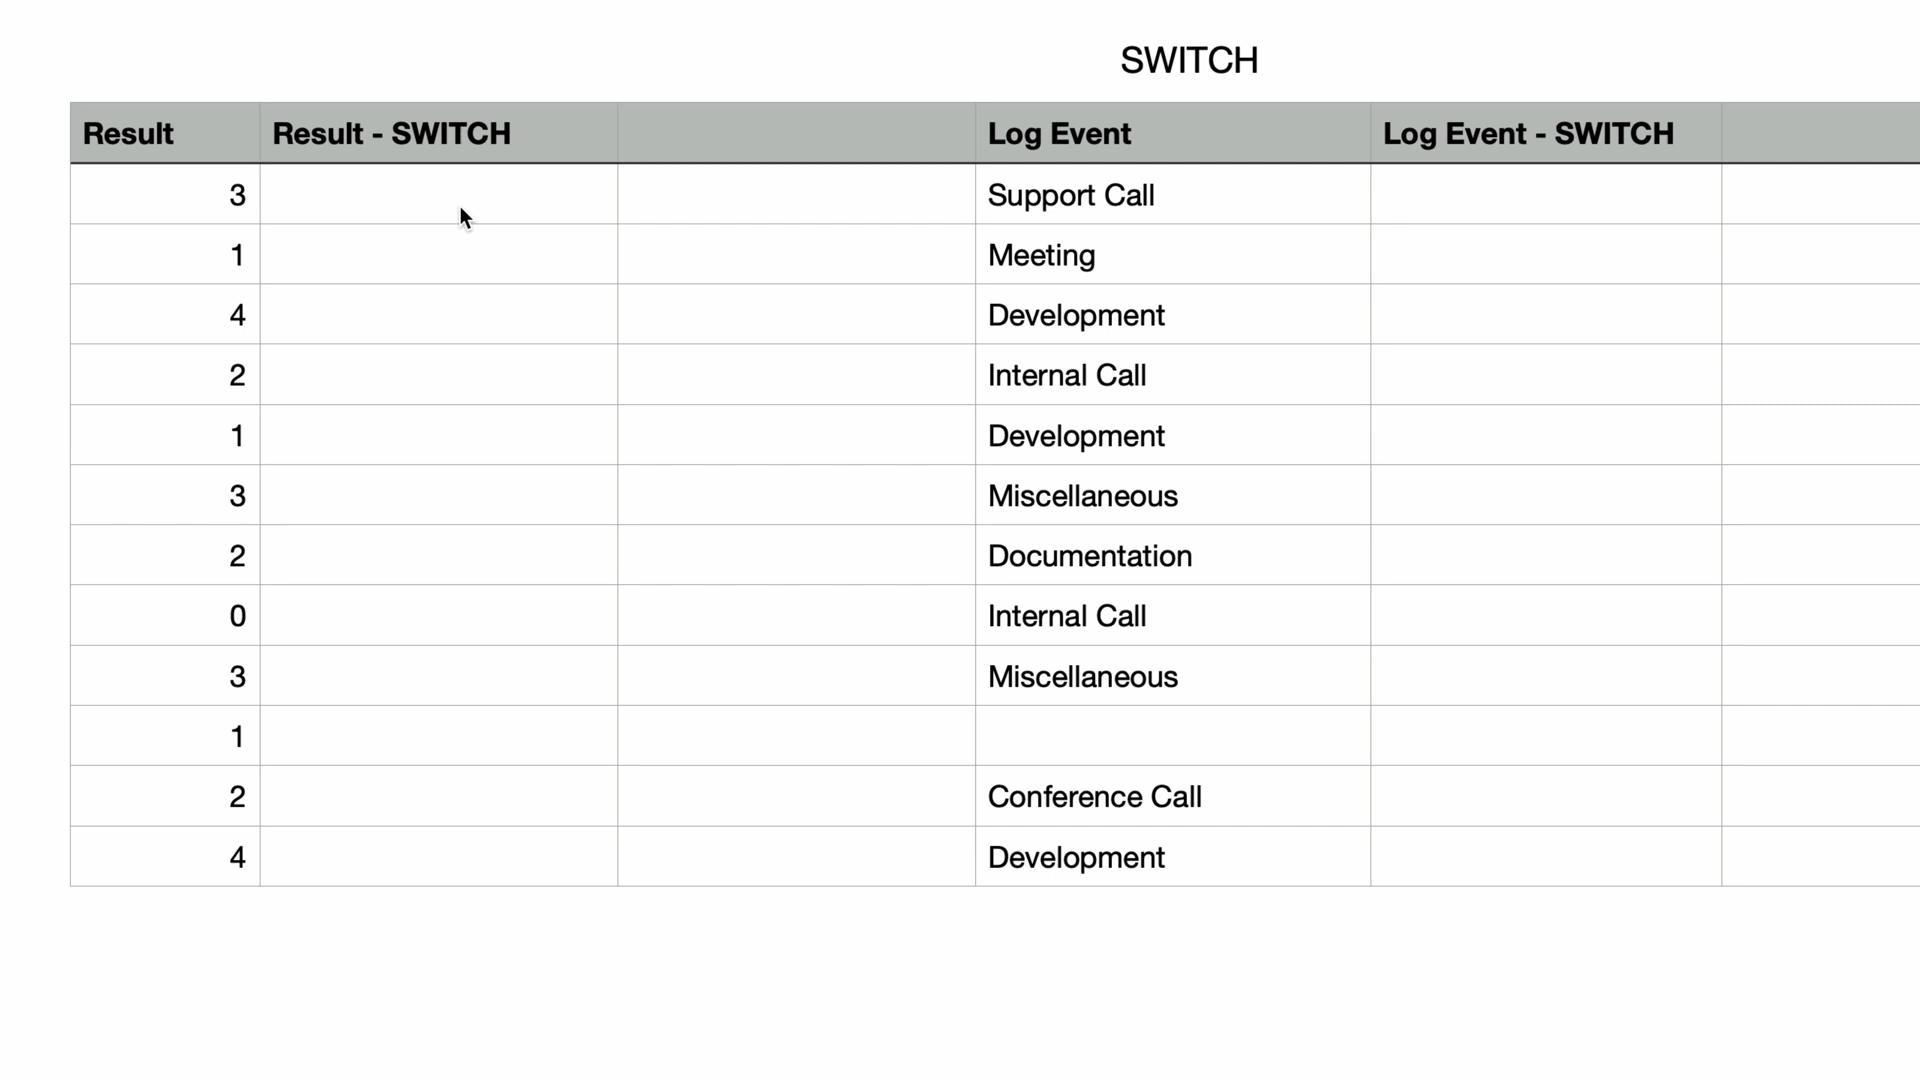 SWITCH
Result Result - SWITCH Log Event Log Event - SWITCH
3 Support Call
1 Meeting
4 Development
2 Internal Call
1 Development
3 Miscellaneous
2 Documentation
0 Internal Call
3 Miscellaneous
1
2 Conference Call
4 Development